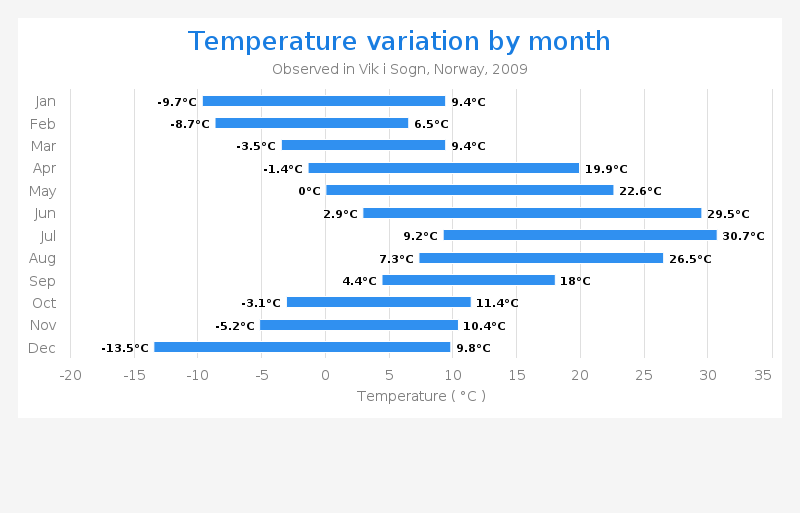 Temperature variation by month
Observed in Vik i Sogn, Norway, 2009
Jan -9.7°C 9.4°C
Feb -8.7°C 6.5°C
Mar -3.5°C 9.4°C
Apr -1.4°C 19.9°C
May 0°C 22.6°C
Jun 2.9°C 29.5°C
Jul 9.2°C 30.7°C
Aug 7.3°C 26.5°C
Sep 4.4°C 18°C
Oct -3.1°C 11.4°C
Nov -5.2°C 10.4°C
Dec -13.5°C 9.8°C
-20 -15 -10 -5 0 5 10 15 20 25 30 35
Temperature ( °C )